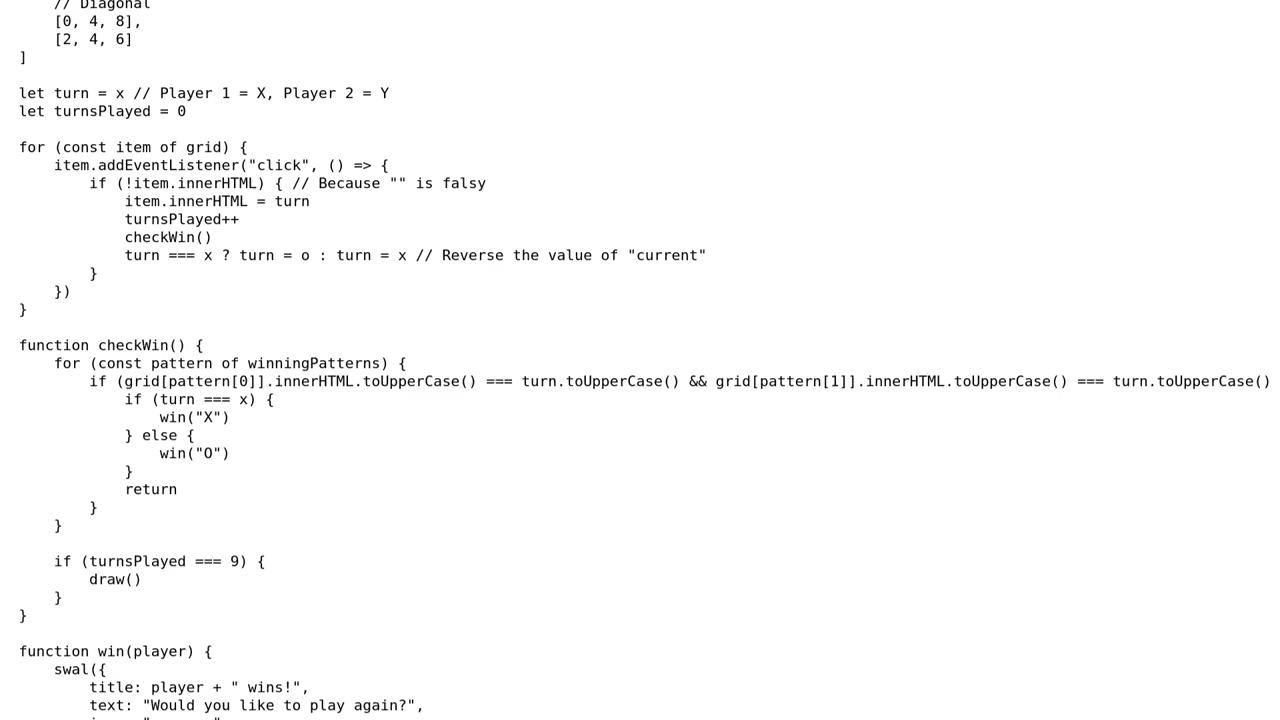 // Diagonal
[0, 4, 8],
[2, 4, 6]
]
let turn = x // Player 1 = X, Player 2 = Y
let turnsPlayed = 0
for (const item of grid) {
item.addEventListener("click", () => {
if (!item.innerHTML) { // Because "" is falsy
item.innerHTML = turn
turnsPlayed++
checkWin()
turn === x ? turn = o : turn = x // Reverse the value of "current"
}
})
}
function checkWin() {
for (const pattern of winningPatterns) {
if (grid[pattern[0]].innerHTML.toUpperCase() === turn.toUpperCase() && grid[pattern[1]].innerHTML.toUpperCase() === turn.toUpperCase()
if (turn === x) {
win("X")
} else {
win("O")
}
return
}
}
if (turnsPlayed === 9) {
draw()
}
}
function win(player) {
swal({
title: player + " wins!",
text: "Would you like to play again?",